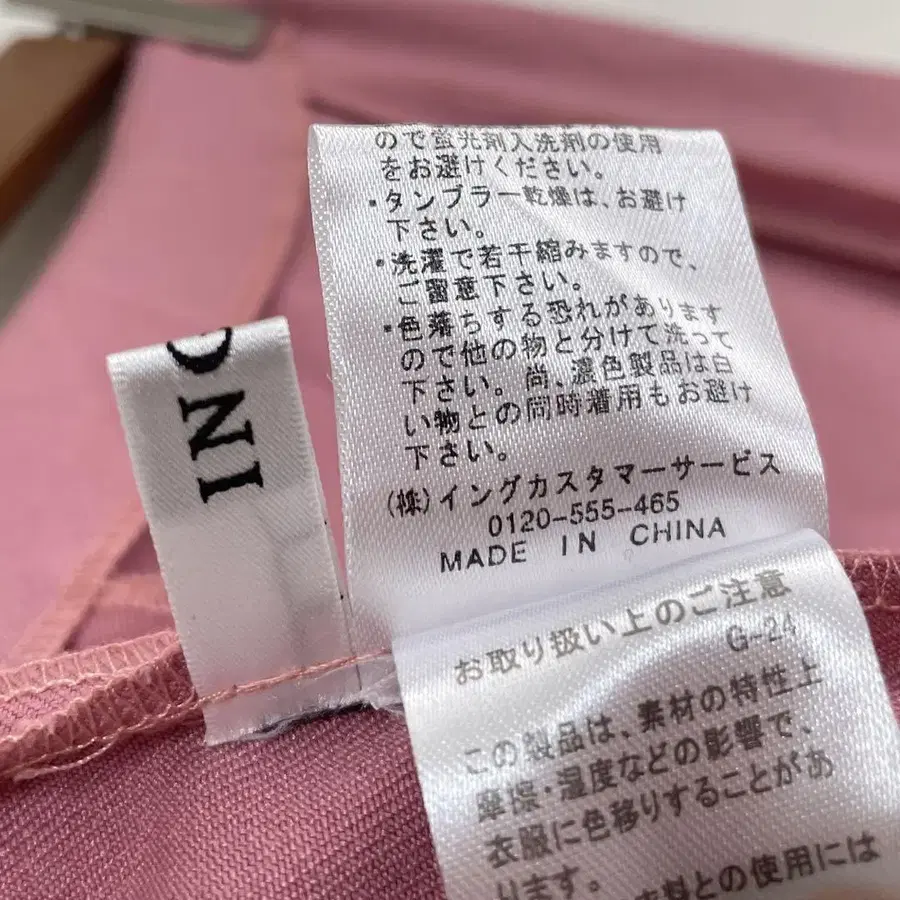 ING
ので蛍光剤入洗剤の使用
をお避けください。
・タンブラー乾燥は、お避け
下さい。
・洗濯で若干縮みますので、
ご留意下さい。
・色落ちする恐れがあります
ので他の物と分けて洗って
下さい。尚、濃色製品は白
い物との同時着用もお避け
下さい。
(株)イングカスタマーサービス
0120-555-465
MADE IN CHINA
お取り扱い上のご注意
G-24
この製品は、素材の特性上
摩擦・湿度などの影響で、
衣服に色移りすることがあ
ります。
との使用には